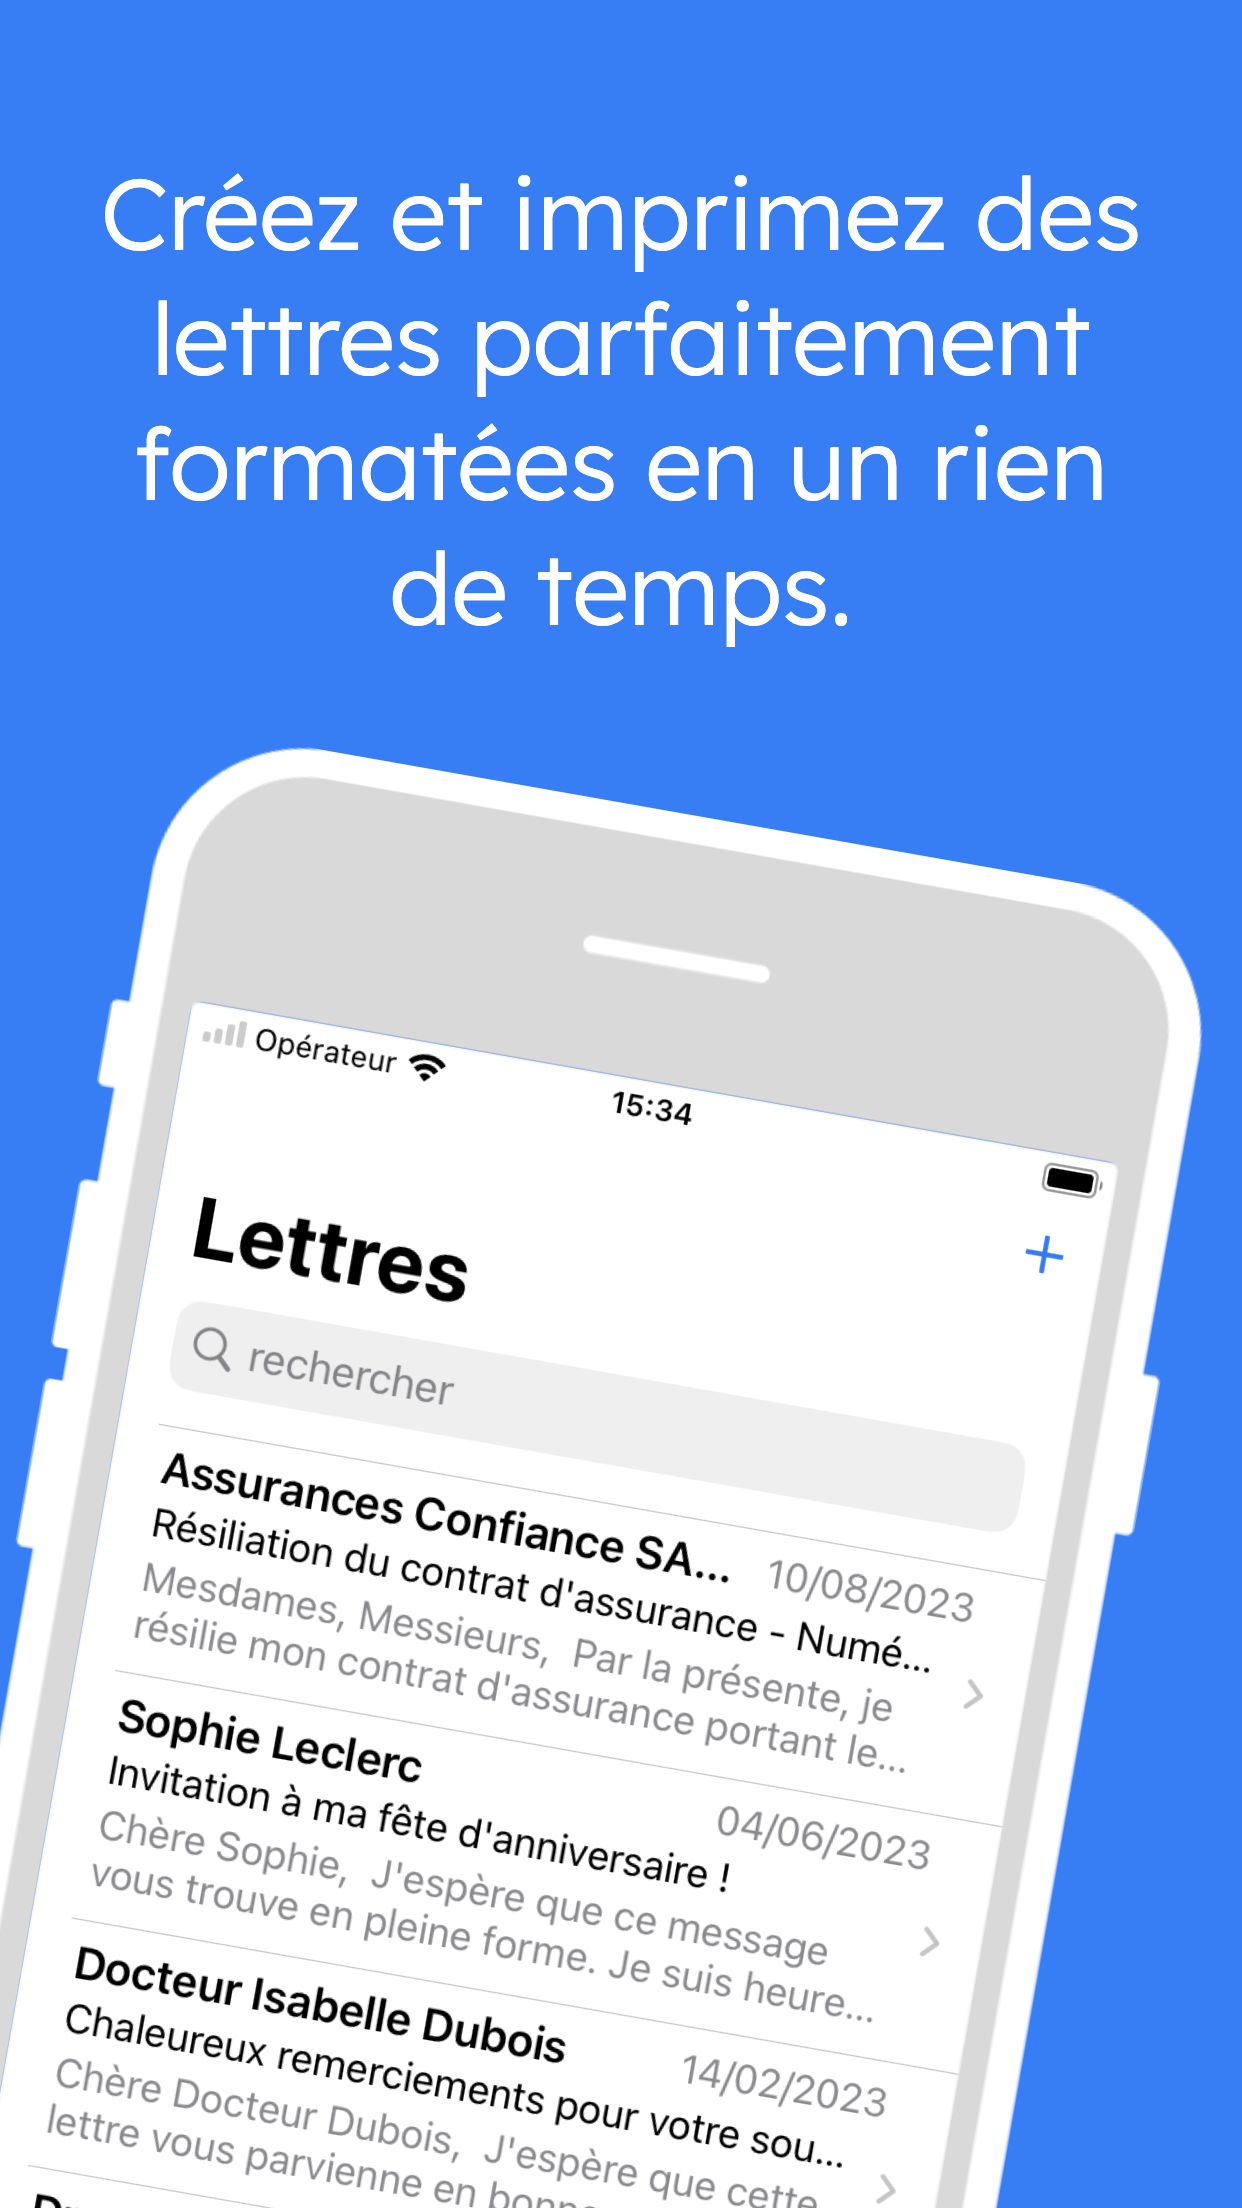 Créez et imprimez des
lettres parfaitement
formatées en un rien
de temps.
Opérateur
15:34
Lettres
rechercher
Assurances Confiance SA... 10/08/2023
Résiliation du contrat d'assurance - Numé...
Mesdames, Messieurs, Par la présente, je
résilie mon contrat d'assurance portant le...
Sophie Leclerc 04/06/2023
Invitation à ma fête d'anniversaire !
Chère Sophie, J'espère que ce message
vous trouve en pleine forme. Je suis heure...
Docteur Isabelle Dubois 14/02/2023
Chaleureux remerciements pour votre sou...
Chère Docteur Dubois, J'espère que cette
lettre vous parvienne en